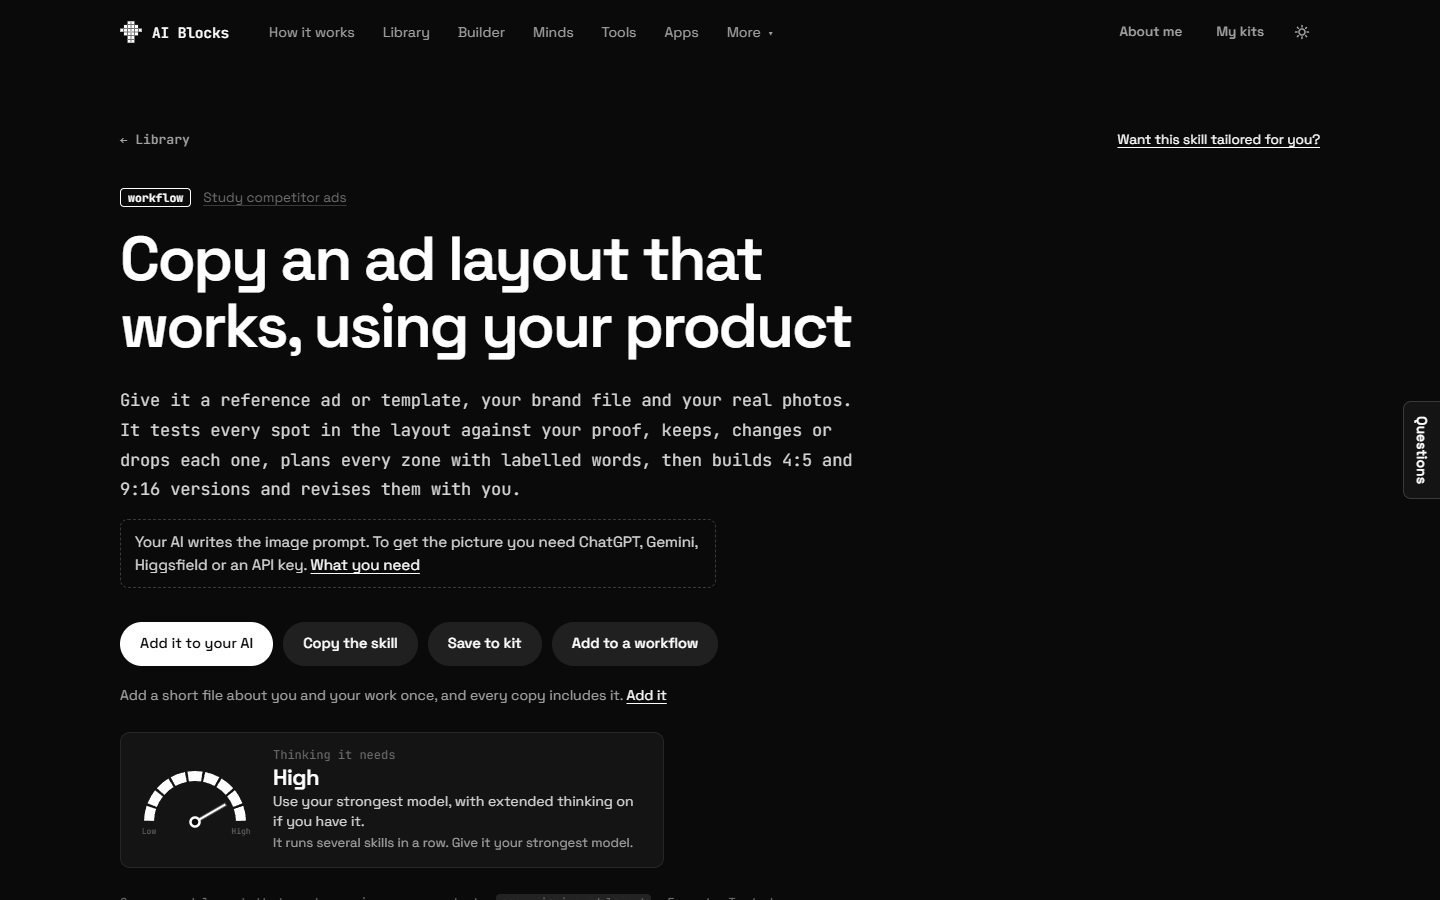 AI Blocks
How it works
Library
Builder
Minds
Tools
Apps
More ▾
About me
My kits
← Library
Want this skill tailored for you?
workflow
Study competitor ads
Copy an ad layout that
works, using your product
Give it a reference ad or template, your brand file and your real photos.
It tests every spot in the layout against your proof, keeps, changes or
drops each one, plans every zone with labelled words, then builds 4:5 and
9:16 versions and revises them with you.
Your AI writes the image prompt. To get the picture you need ChatGPT, Gemini,
Higgsfield or an API key. What you need
Add it to your AI
Copy the skill
Save to kit
Add to a workflow
Add a short file about you and your work once, and every copy includes it. Add it
Thinking it needs
High
Use your strongest model, with extended thinking on
if you have it.
It runs several skills in a row. Give it your strongest model.
Low
High
Questions